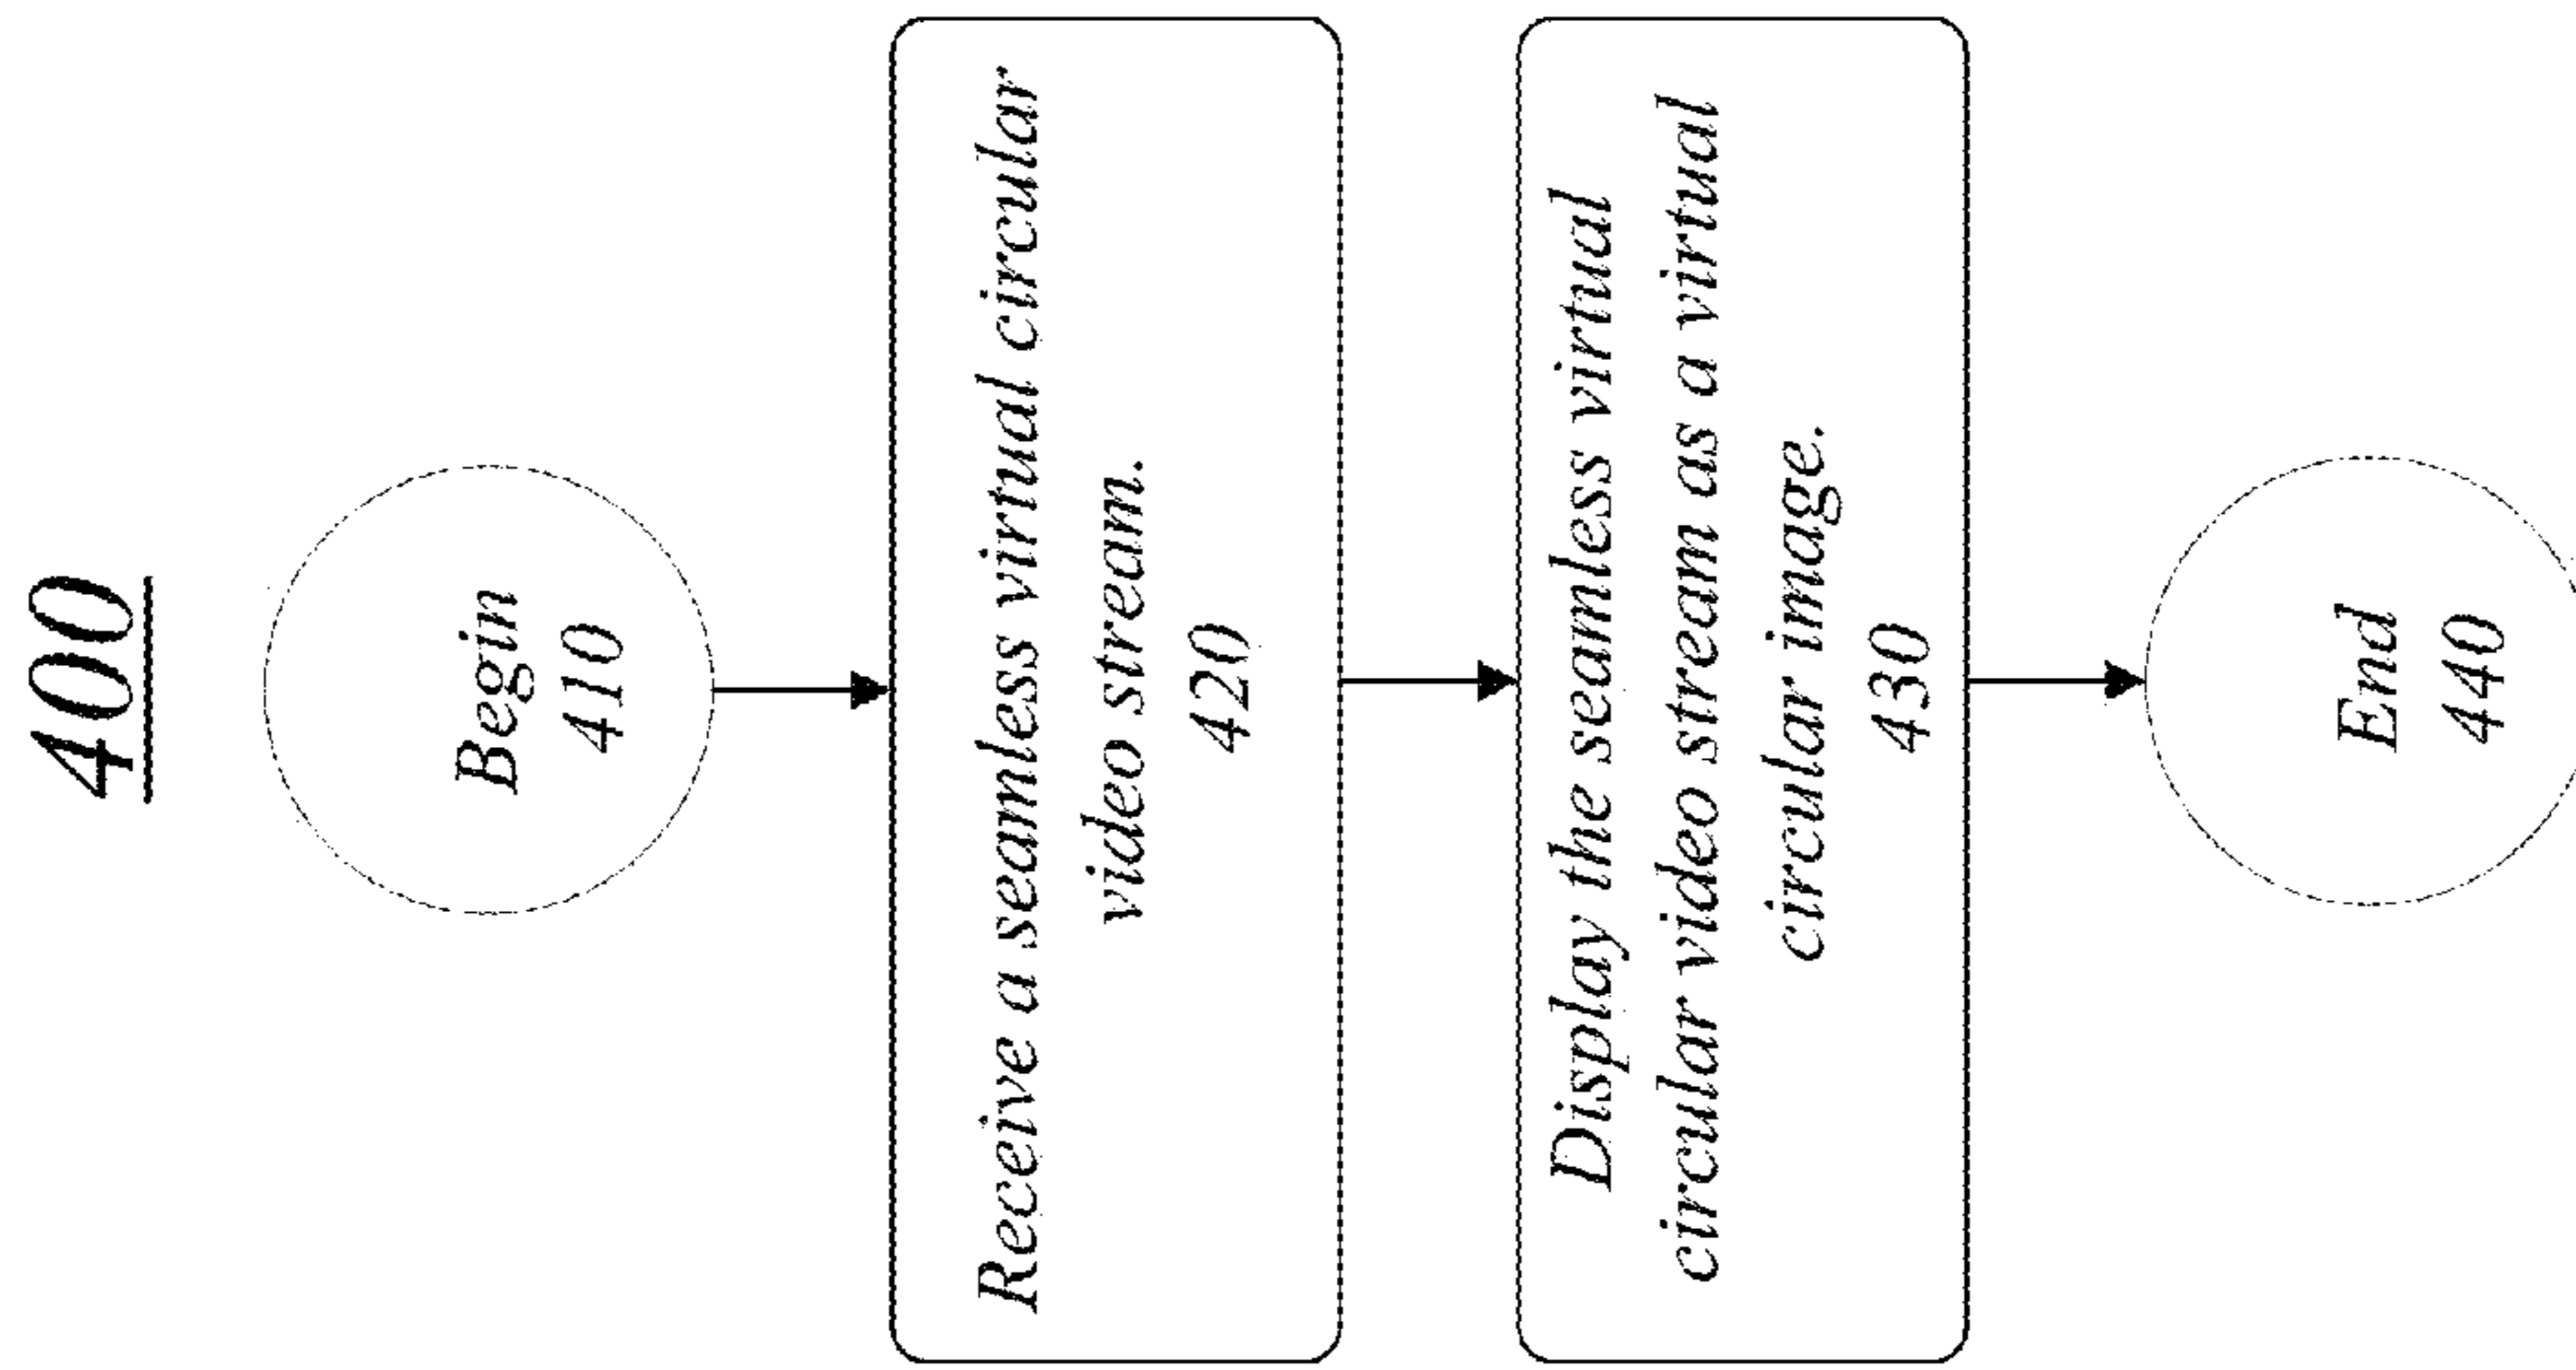 400
Begin
410
Receive a seamless virtual circular
video stream.
420
Display the seamless virtual
circular video stream as a virtual
circular image.
430
End
440